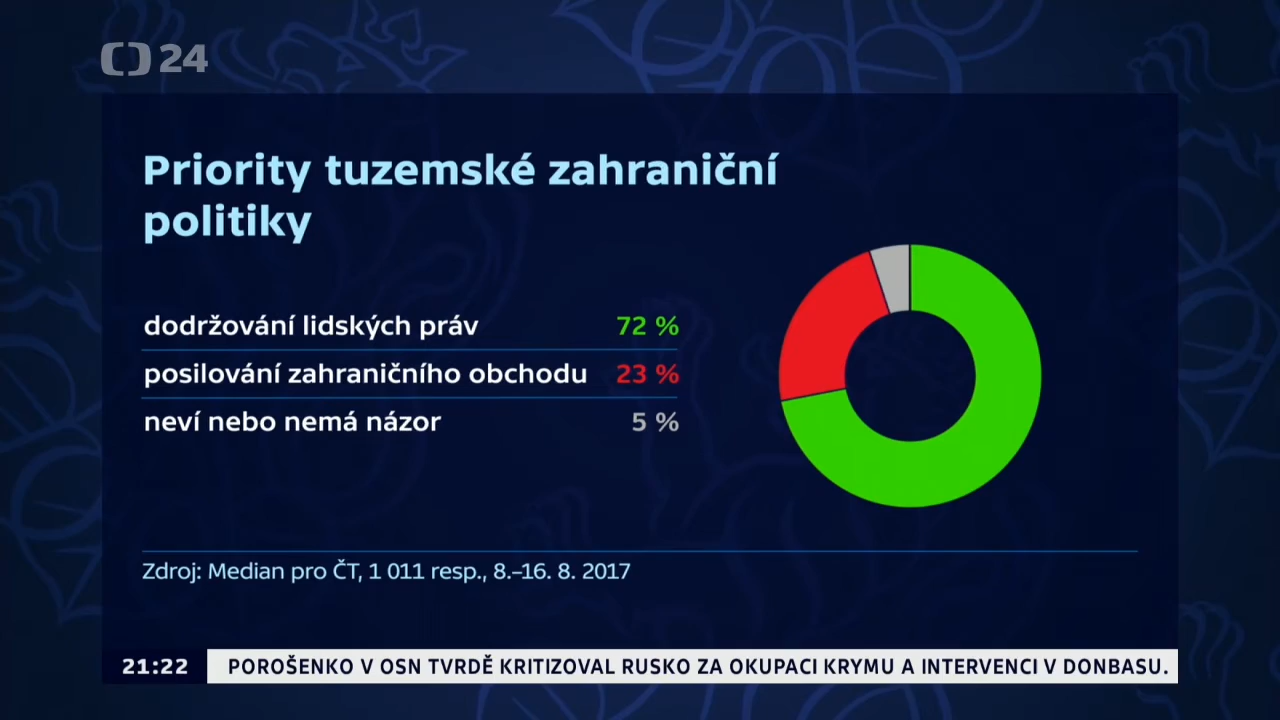 24
Priority tuzemské zahraniční
politiky
dodržování lidských práv 72 %
posilování zahraničního obchodu 23 %
neví nebo nemá názor 5 %
Zdroj: Median pro ČT, 1 011 resp., 8.–16. 8. 2017
21:22 POROŠENKO V OSN TVRDĚ KRITIZOVAL RUSKO ZA OKUPACI KRYMU A INTERVENCI V DONBASU.